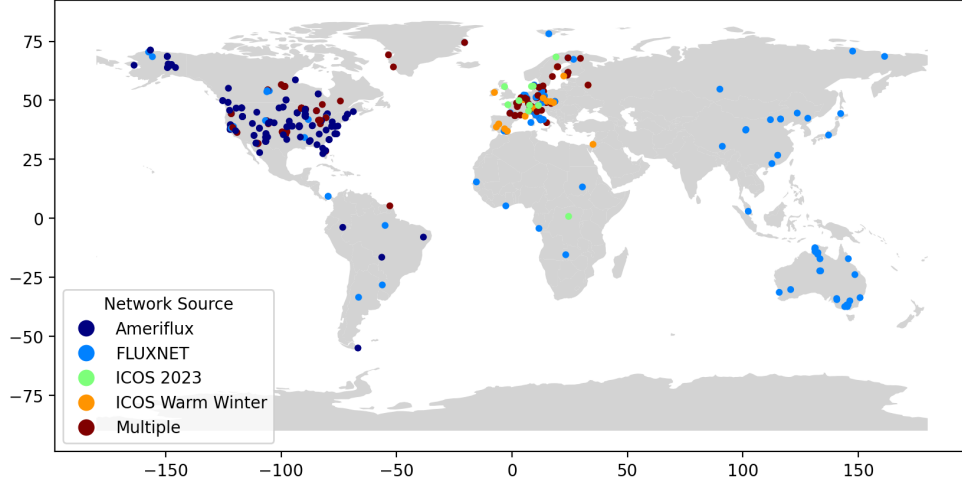 75
50
25
0
−25
−50
−75
Network Source
Ameriflux
FLUXNET
ICOS 2023
ICOS Warm Winter
Multiple
−150 −100 −50 0 50 100 150